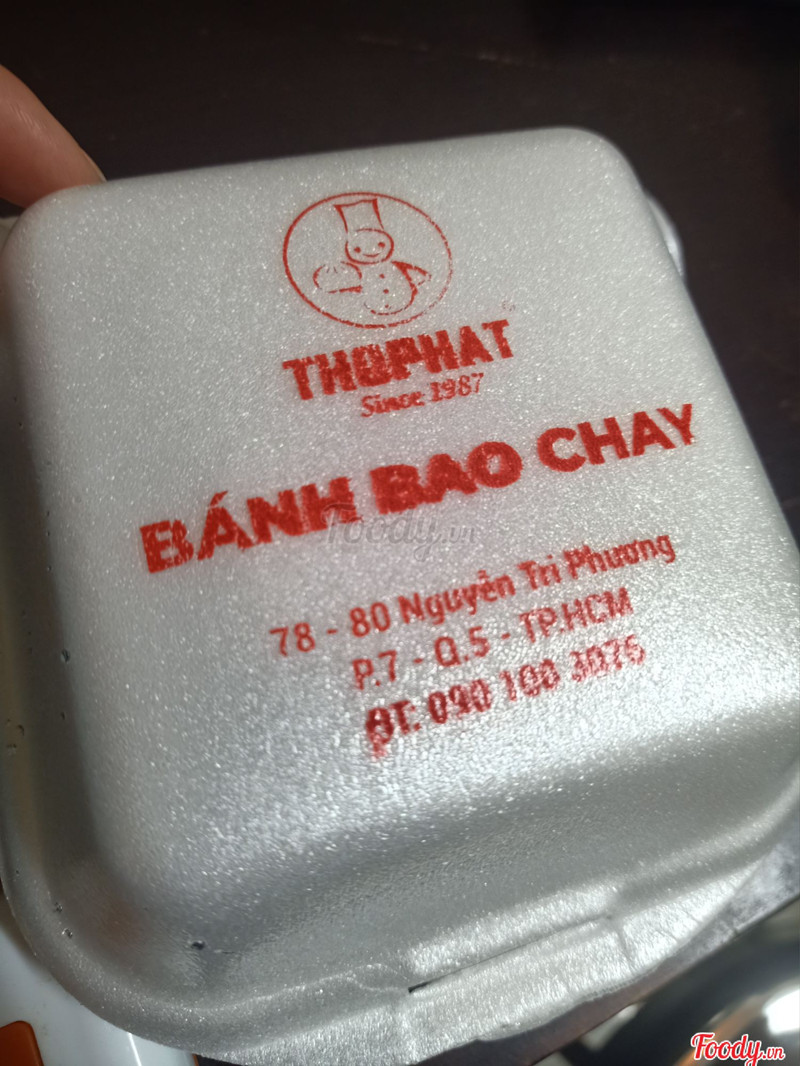 THOPHAT
Since 1987
BÁNH BAO CHAY
Foody.vn
78 - 80 Nguyễn Tri Phương
P.7 - Q.5 - TP.HCM
ĐT: 090 100 3076
Foody.vn